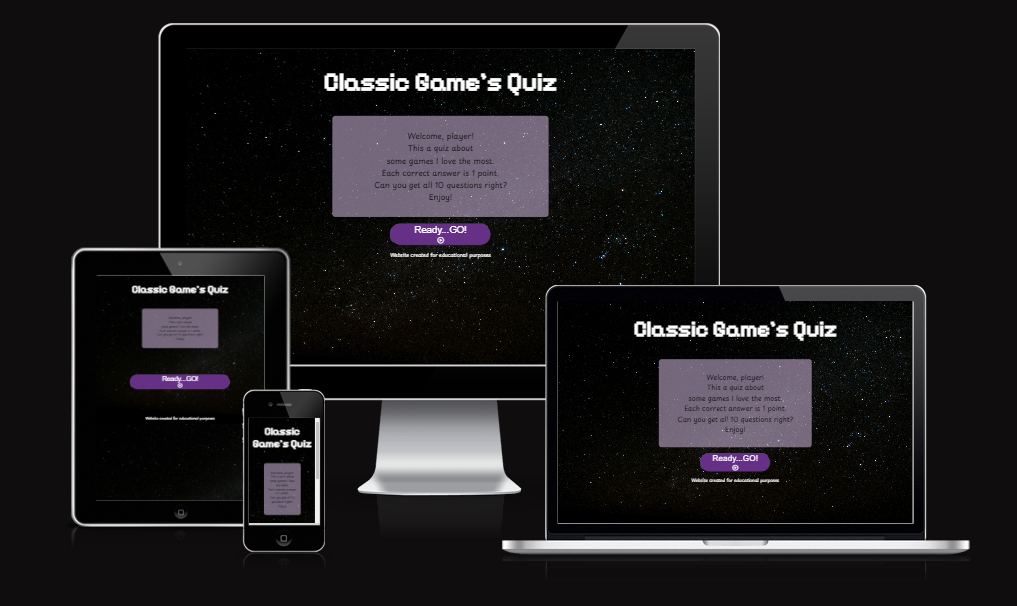 Classic Game's Quiz
Welcome, player!
This a quiz about
some games I love the most.
Each correct answer is 1 point.
Can you get all 10 questions right?
Enjoy!
Ready...GO!
Website created for educational purposes
Classic Game's Quiz
Ready...GO!
Website created for educational purposes
Classic
Game's Quiz
Classic Game's Quiz
Welcome, player!
This a quiz about
some games I love the most.
Each correct answer is 1 point.
Can you get all 10 questions right?
Enjoy!
Ready...GO!
Website created for educational purposes